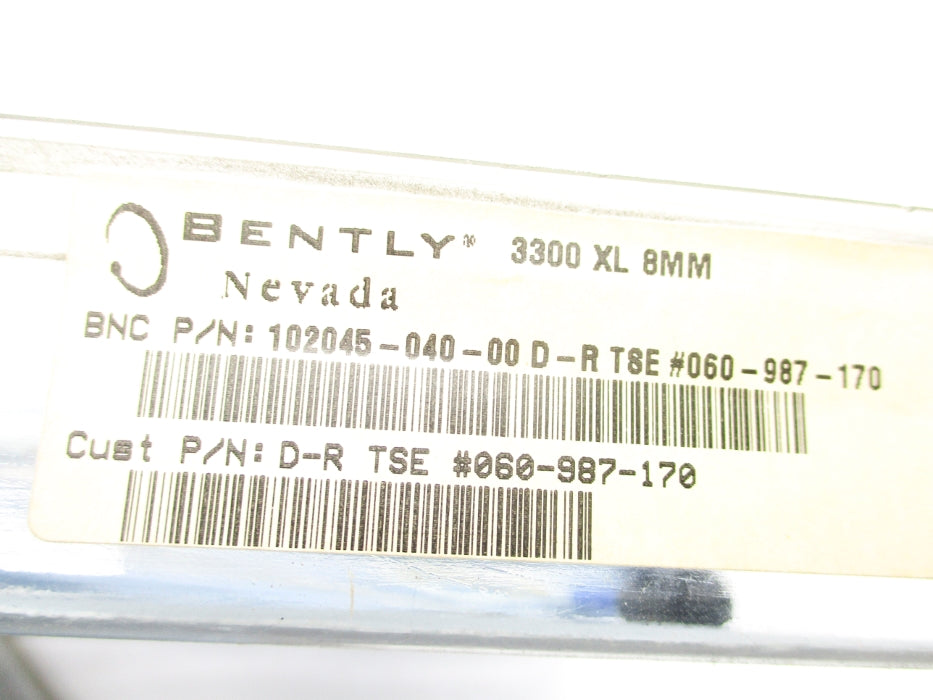 BENTLY® 3300 XL 8MM
Nevada
BNC P/N: 102045-040-00 D-R TSE #060-987-170
Cust P/N: D-R TSE #060-987-170